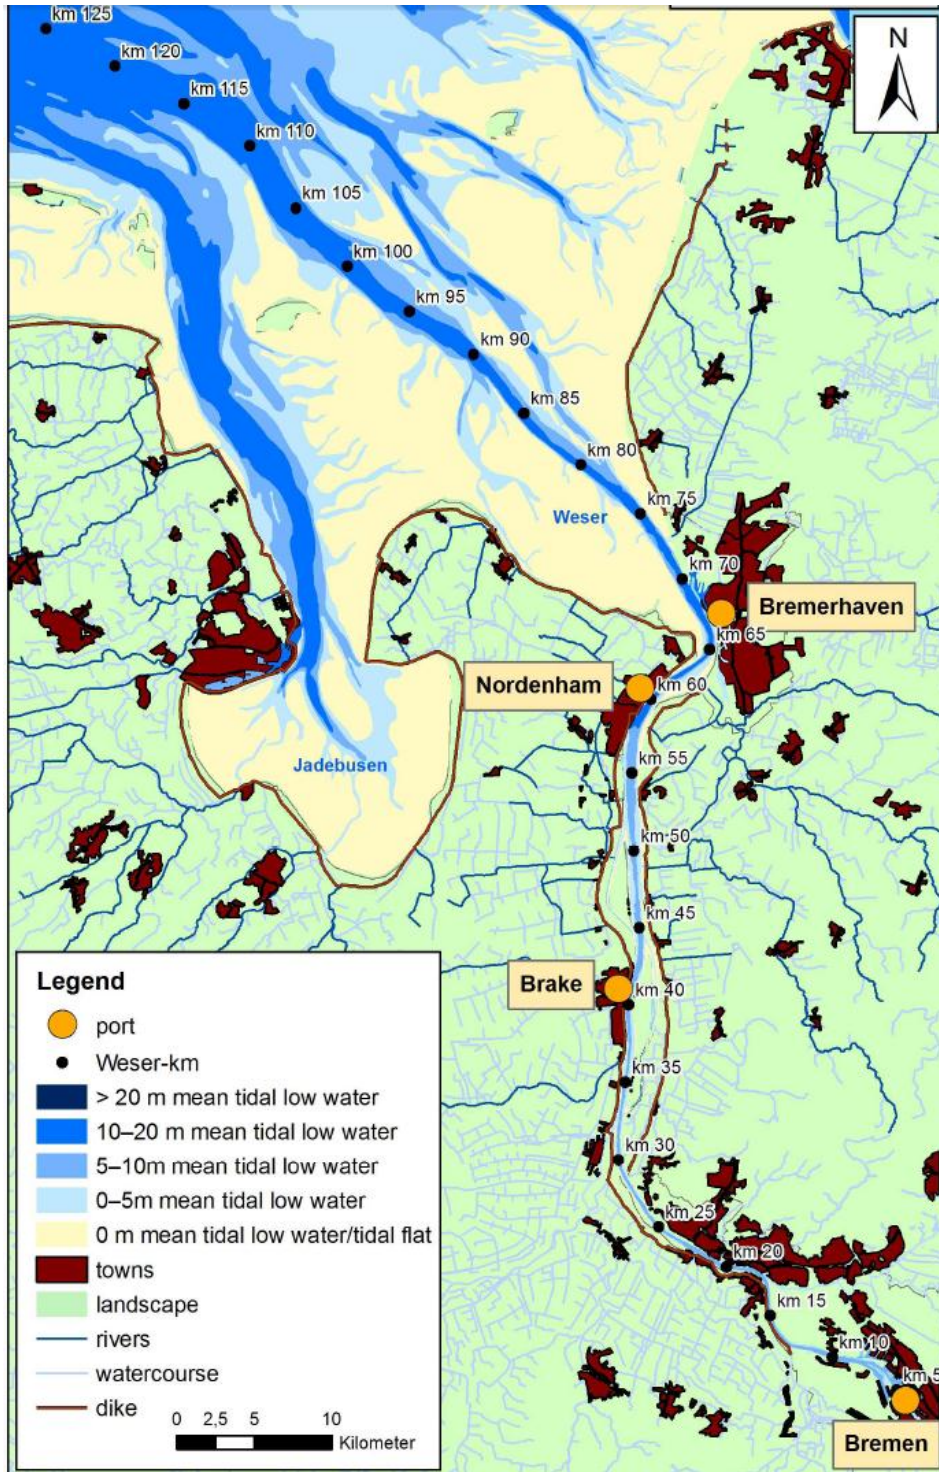 km 125
km 120
km 115
km 110
km 105
km 100
km 95
km 90
km 85
km 80
km 75
Weser
km 70
Bremerhaven
km 65
Nordenham
km 60
Jadebusen
km 55
km 50
km 45
Brake
km 40
km 35
km 30
km 25
km 20
km 15
km 10
km 5
Bremen
N
Legend
port
Weser-km
> 20 m mean tidal low water
10–20 m mean tidal low water
5–10m mean tidal low water
0–5m mean tidal low water
0 m mean tidal low water/tidal flat
towns
landscape
rivers
watercourse
dike
0 2,5 5 10
Kilometer